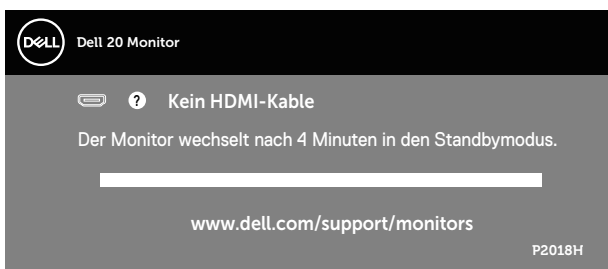 DELL Dell 20 Monitor
? Kein HDMI-Kable
Der Monitor wechselt nach 4 Minuten in den Standbymodus.
www.dell.com/support/monitors
P2018H